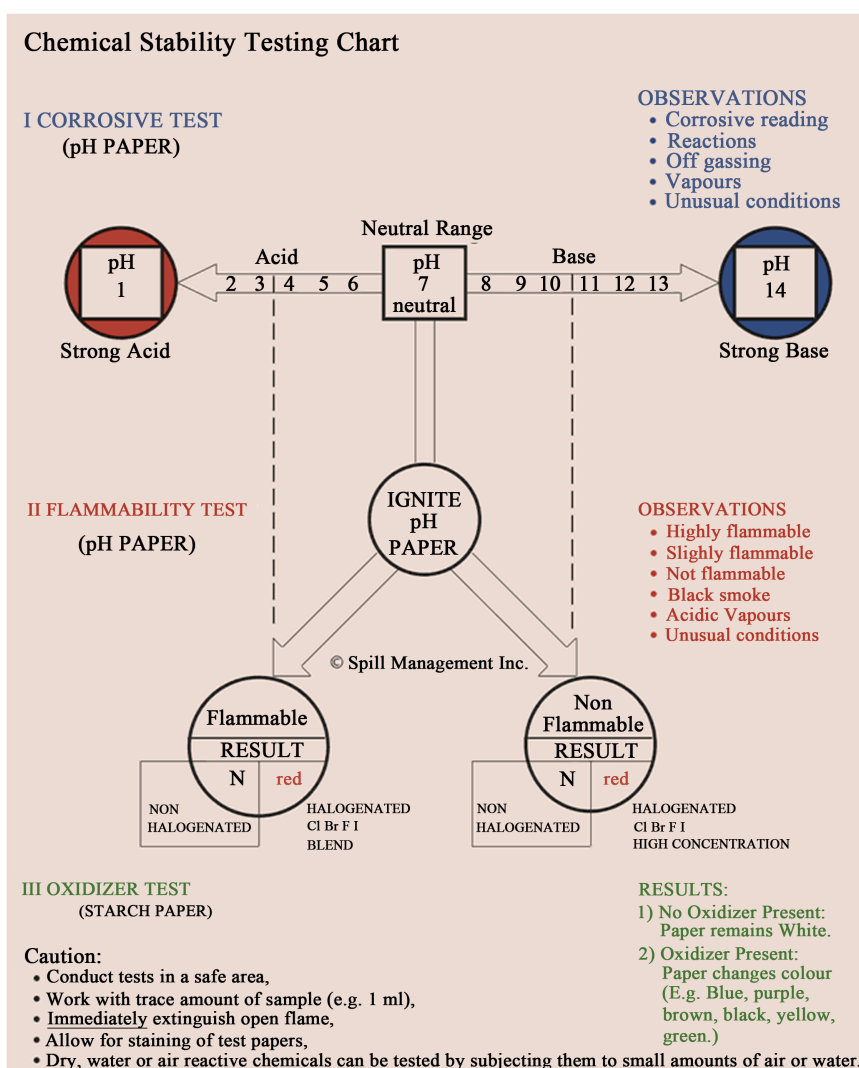 Chemical Stability Testing Chart
I CORROSIVE TEST
(pH PAPER)
OBSERVATIONS
• Corrosive reading
• Reactions
• Off gassing
• Vapours
• Unusual conditions
Neutral Range
Acid
Base
pH
1
2 3 4 5 6
pH
7
neutral
8 9 10 11 12 13
pH
14
Strong Acid
Strong Base
II FLAMMABILITY TEST
(pH PAPER)
IGNITE
pH
PAPER
OBSERVATIONS
• Highly flammable
• Slighly flammable
• Not flammable
• Black smoke
• Acidic Vapours
• Unusual conditions
© Spill Management Inc.
Flammable
RESULT
N red
NON
HALOGENATED
HALOGENATED
Cl Br F I
BLEND
Non
Flammable
RESULT
N red
NON
HALOGENATED
HALOGENATED
Cl Br F I
HIGH CONCENTRATION
III OXIDIZER TEST
(STARCH PAPER)
RESULTS:
1) No Oxidizer Present:
Paper remains White.
2) Oxidizer Present:
Paper changes colour
(E.g. Blue, purple,
brown, black, yellow,
green.)
Caution:
• Conduct tests in a safe area,
• Work with trace amount of sample (e.g. 1 ml),
• Immediately extinguish open flame,
• Allow for staining of test papers,
• Dry, water or air reactive chemicals can be tested by subjecting them to small amounts of air or water.